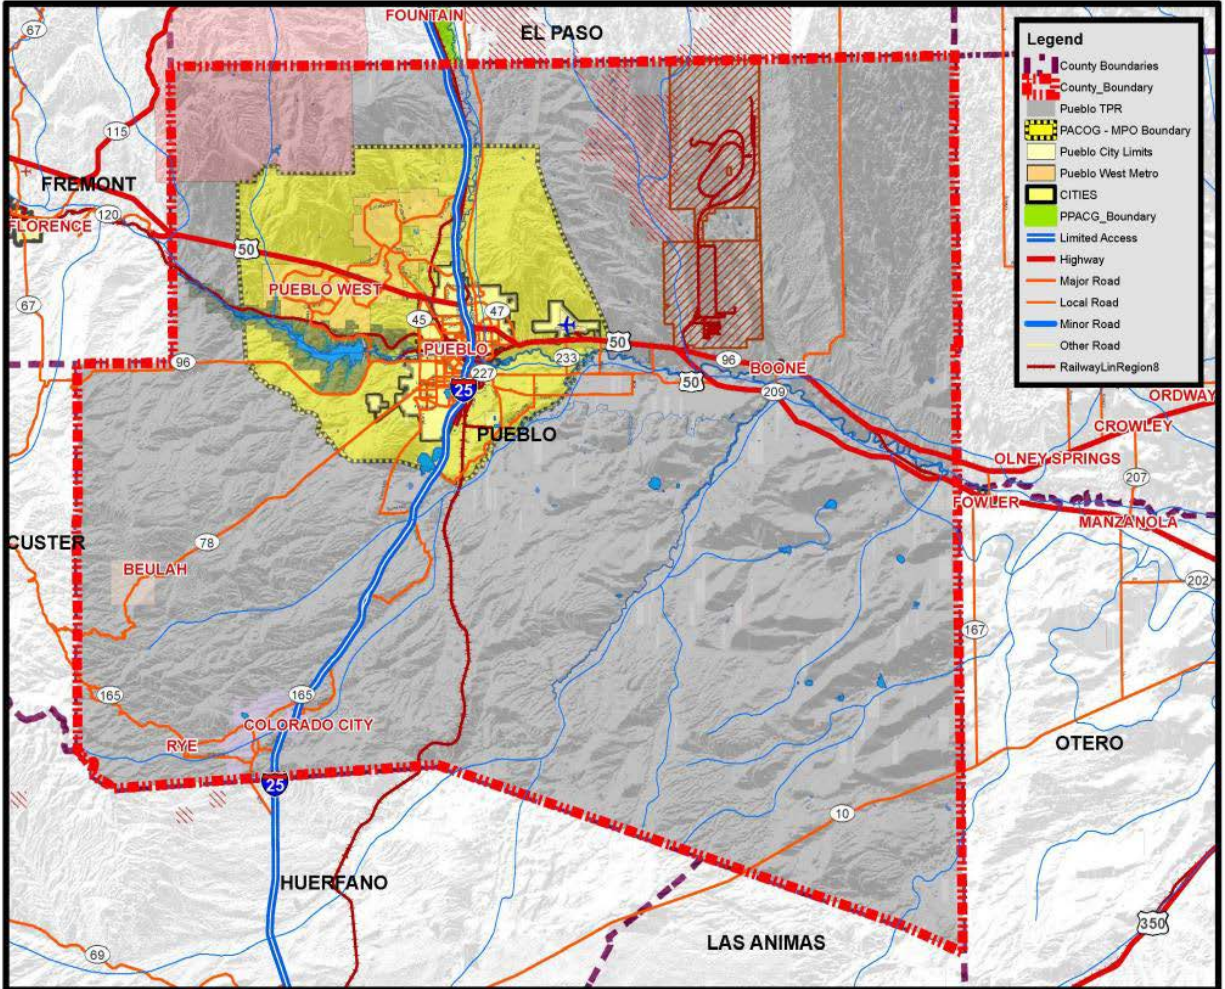 FOUNTAIN
EL PASO
67
Legend
County Boundaries
County_Boundary
Pueblo TPR
PACOG - MPO Boundary
Pueblo City Limits
Pueblo West Metro
CITIES
PPACG_Boundary
Limited Access
Highway
Major Road
Local Road
Minor Road
Other Road
RailwayLinRegion8
115
FREMONT
120
FLORENCE
50
PUEBLO WEST
67
45
47
50
PUEBLO
233
96
96
BOONE
227
50
25
209
ORDWAY
CROWLEY
PUEBLO
OLNEY SPRINGS
207
FOWLER
MANZANOLA
CUSTER
78
BEULAH
202
167
165
165
COLORADO CITY
RYE
OTERO
25
10
HUERFANO
350
LAS ANIMAS
69